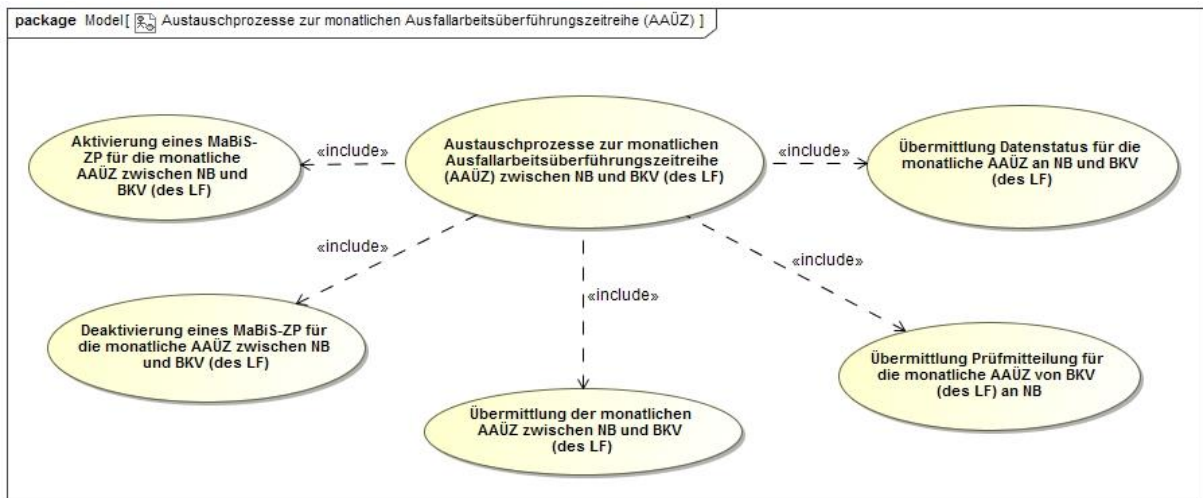 package Model [ Austauschprozesse zur monatlichen Ausfallarbeitsüberführungszeitreihe (AAÜZ) ]
Aktivierung eines MaBiS-
ZP für die monatliche
AAÜZ zwischen NB und
BKV (des LF)
«include»
Austauschprozesse zur monatlichen
Ausfallarbeitsüberführungszeitreihe
(AAÜZ) zwischen NB und BKV (des LF)
«include»
Übermittlung Datenstatus für die
monatliche AAÜZ an NB und BKV
(des LF)
«include»
«include»
«include»
Deaktivierung eines MaBiS-ZP für
die monatliche AAÜZ zwischen NB
und BKV (des LF)
Übermittlung der monatlichen
AAÜZ zwischen NB und BKV
(des LF)
Übermittlung Prüfmitteilung für
die monatliche AAÜZ von BKV
(des LF) an NB